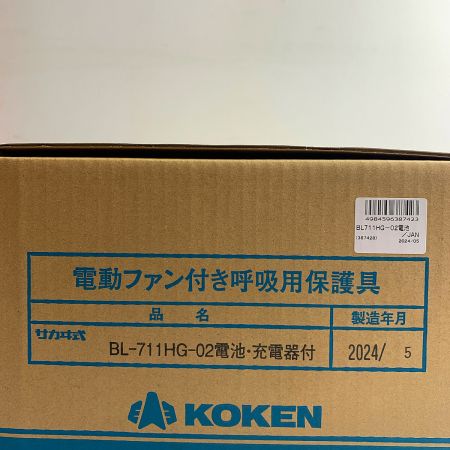 4984596387423
BL711HG-02電池
/JAN
(387420)
2024-05
電動ファン付き呼吸用保護具
品 名
製造年月
サカヰ式
BL-711HG-02電池・充電器付
2024/ 5
KOKEN